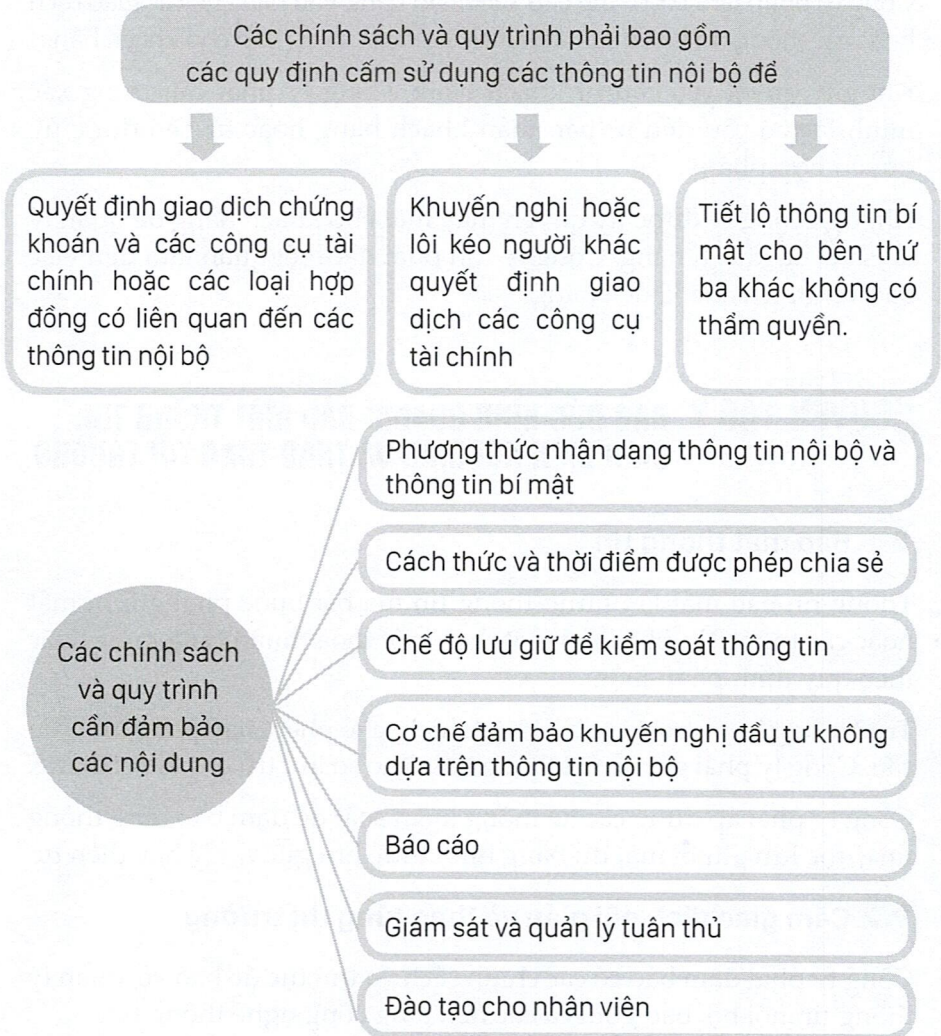 Các chính sách và quy trình phải bao gồm
các quy định cấm sử dụng các thông tin nội bộ để
Quyết định giao dịch chứng
khoán và các công cụ tài
chính hoặc các loại hợp
đồng có liên quan đến các
thông tin nội bộ
Khuyến nghị hoặc
lôi kéo người khác
quyết định giao
dịch các công cụ
tài chính
Tiết lộ thông tin bí
mật cho bên thứ
ba khác không có
thẩm quyền.
Các chính sách
và quy trình
cần đảm bảo
các nội dung
Phương thức nhận dạng thông tin nội bộ và
thông tin bí mật
Cách thức và thời điểm được phép chia sẻ
Chế độ lưu giữ để kiểm soát thông tin
Cơ chế đảm bảo khuyến nghị đầu tư không
dựa trên thông tin nội bộ
Báo cáo
Giám sát và quản lý tuân thủ
Đào tạo cho nhân viên